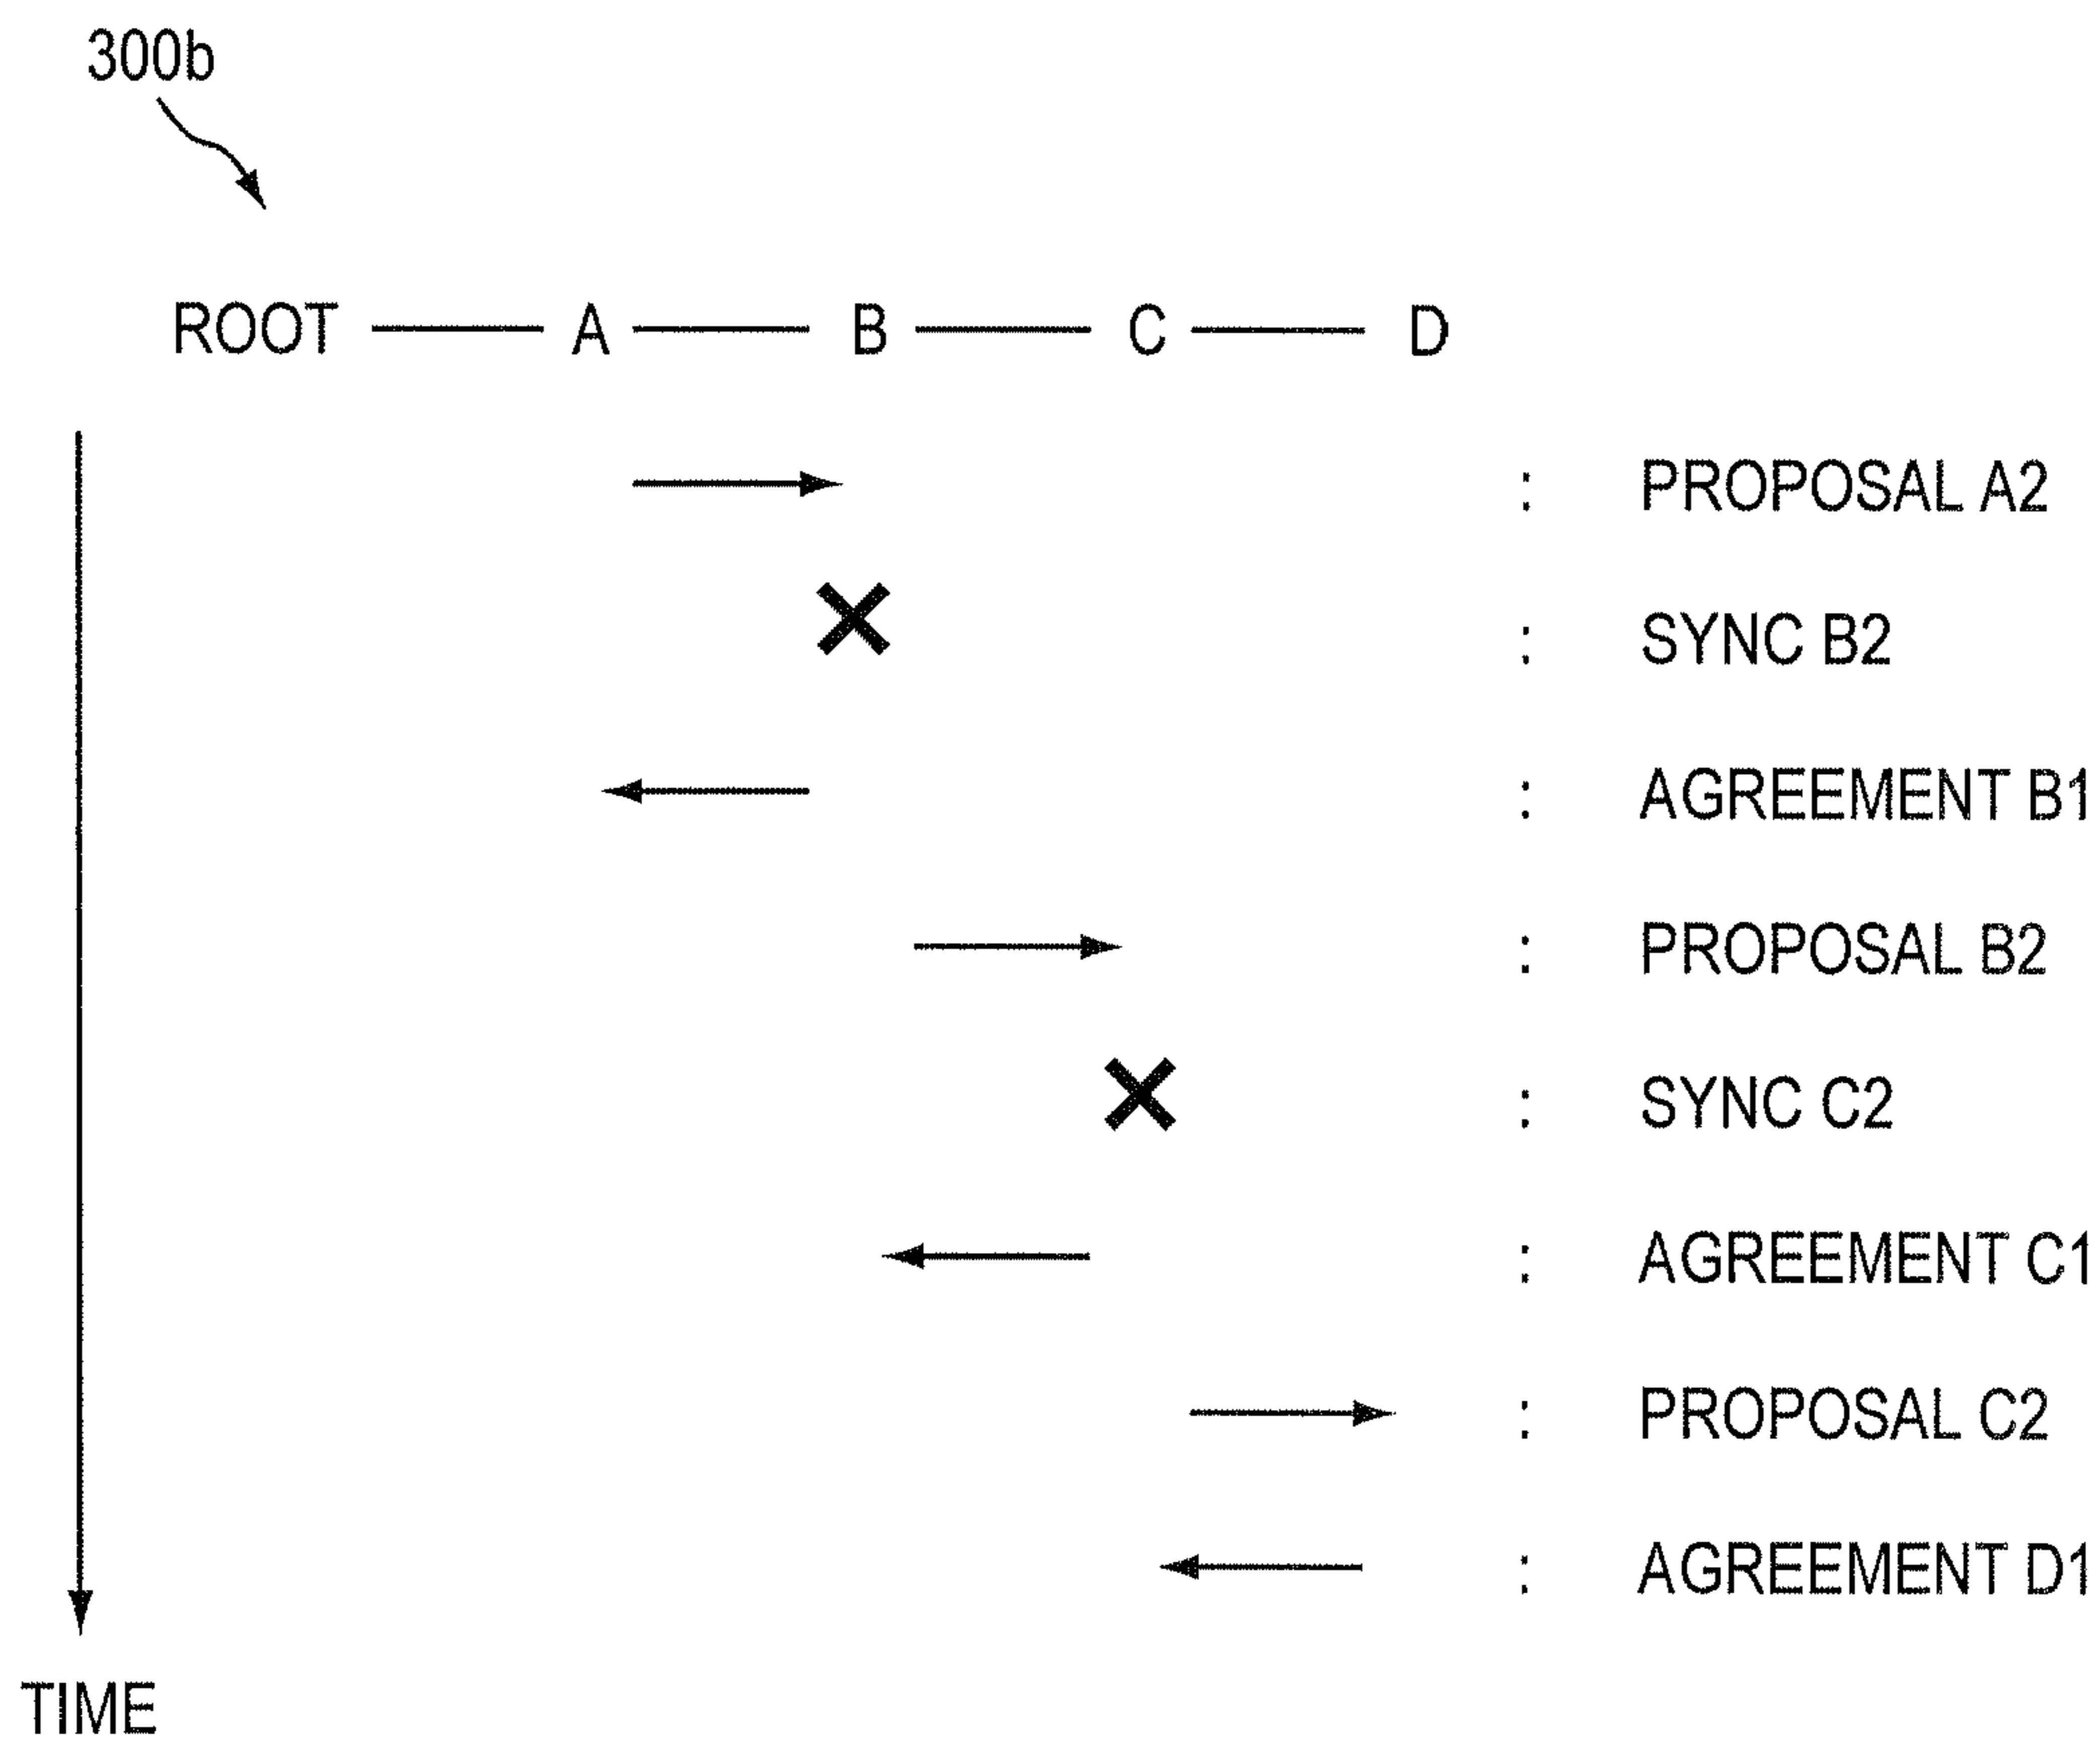 300b
ROOT A B C D
: PROPOSAL A2
: SYNC B2
: AGREEMENT B1
: PROPOSAL B2
: SYNC C2
: AGREEMENT C1
: PROPOSAL C2
: AGREEMENT D1
TIME